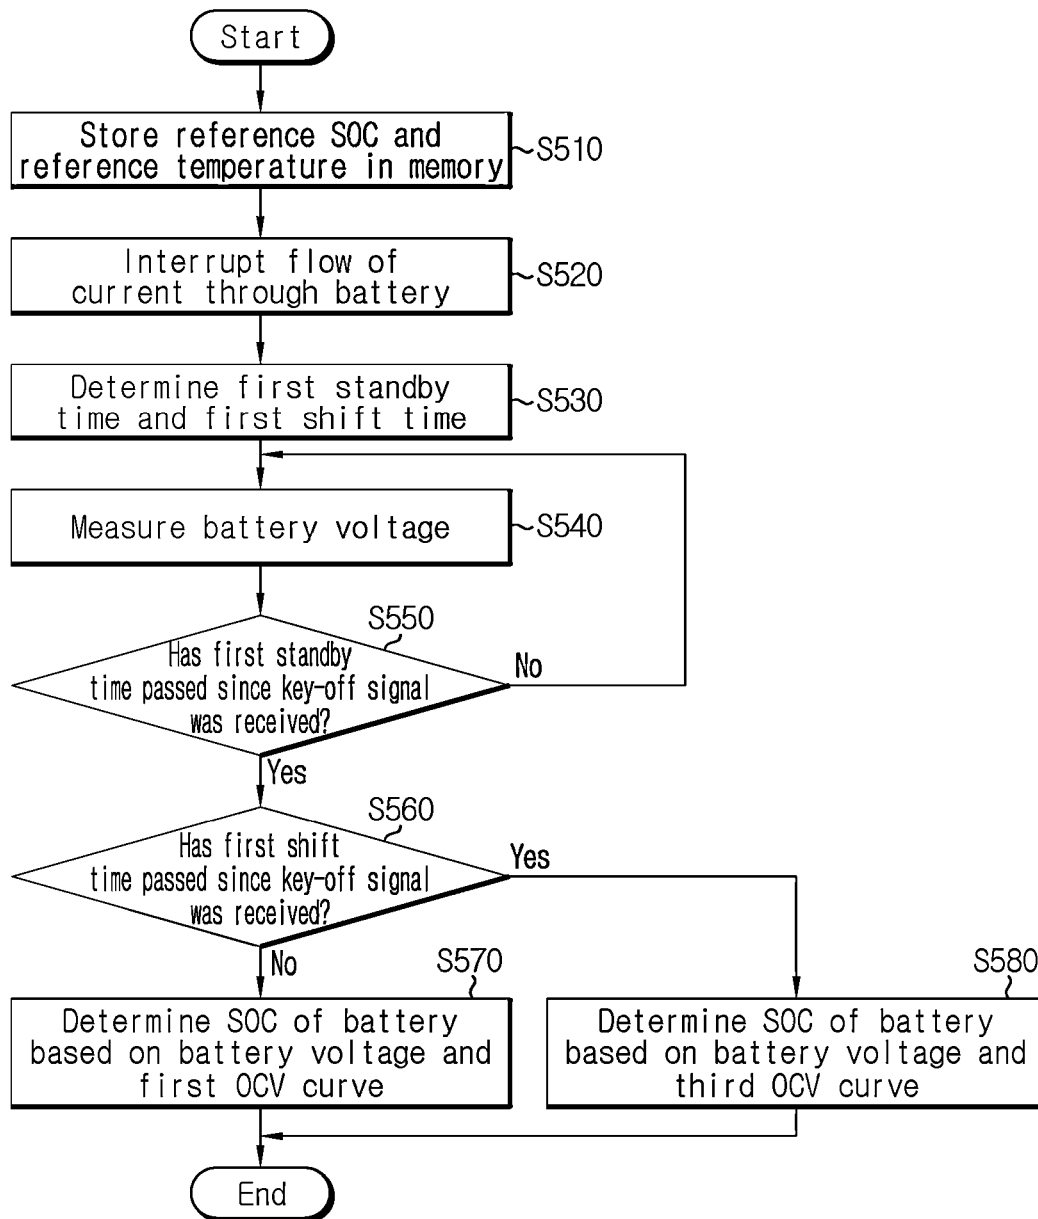 Start
Store reference SOC and
reference temperature in memory
S510
Interrupt flow of
current through battery
S520
Determine first standby
time and first shift time
S530
Measure battery voltage
S540
S550
Has first standby
time passed since key-off signal
was received?
No
Yes
S560
Has first shift
time passed since key-off signal
was received?
Yes
No
S570
Determine SOC of battery
based on battery voltage and
first OCV curve
S580
Determine SOC of battery
based on battery voltage and
third OCV curve
End